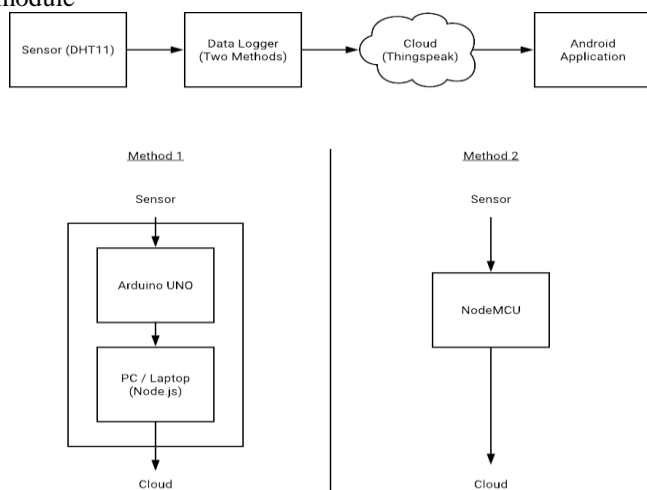 module
Sensor (DHT11)
Data Logger
(Two Methods)
Cloud
(Thingspeak)
Android
Application
Method 1
Sensor
Arduino UNO
PC / Laptop
(Node.js)
Cloud
Method 2
Sensor
NodeMCU
Cloud